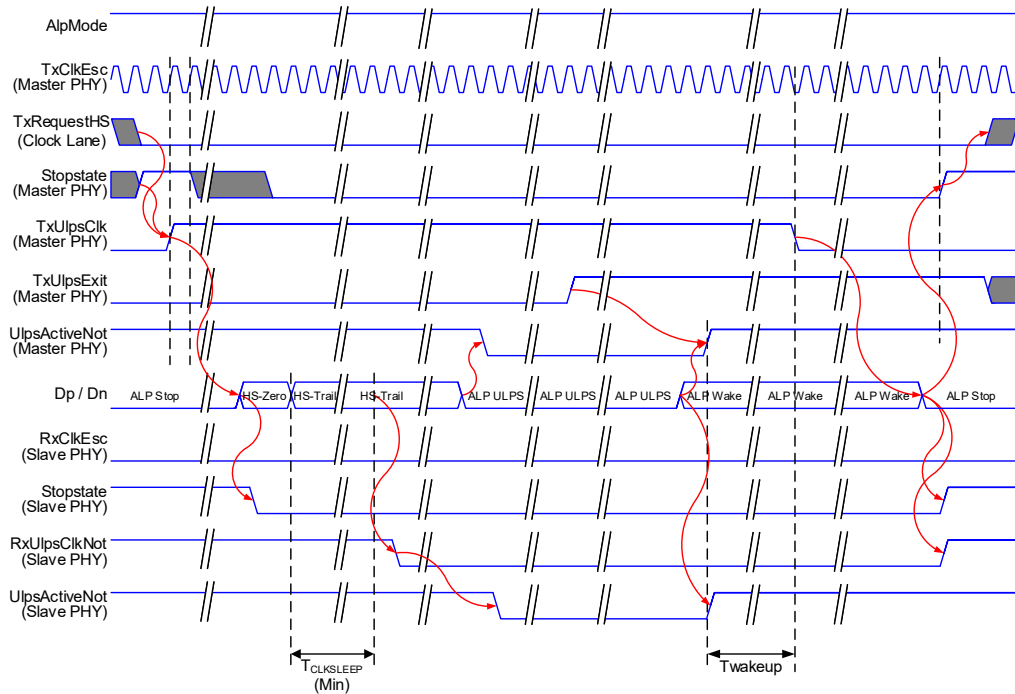 AlpMode
TxClkEsc
(Master PHY)
TxRequestHS
(Clock Lane)
Stopstate
(Master PHY)
TxUlpsClk
(Master PHY)
TxUlpsExit
(Master PHY)
UlpsActiveNot
(Master PHY)
Dp / Dn
ALP Stop HS-Zero HS-Trail HS-Trail ALP ULPS ALP ULPS ALP ULPS ALP Wake ALP Wake ALP Wake ALP Stop
RxClkEsc
(Slave PHY)
Stopstate
(Slave PHY)
RxUlpsClkNot
(Slave PHY)
UlpsActiveNot
(Slave PHY)
TCLKSLEEP
(Min)
Twakeup